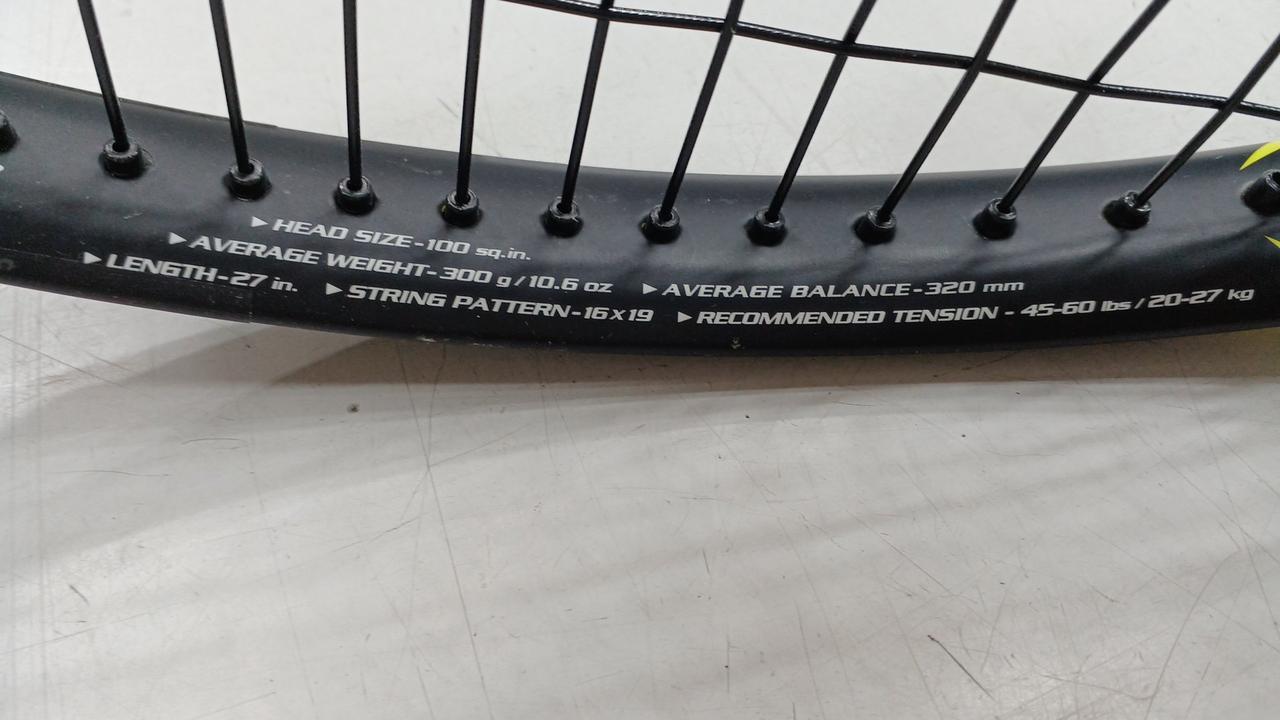 ►HEAD SIZE-100 sq.in.
►AVERAGE WEIGHT-300 g/10.6 oz ►AVERAGE BALANCE-320 mm
►LENGTH-27 in. ►STRING PATTERN-16x19 ►RECOMMENDED TENSION - 45-60 lbs / 20-27 kg